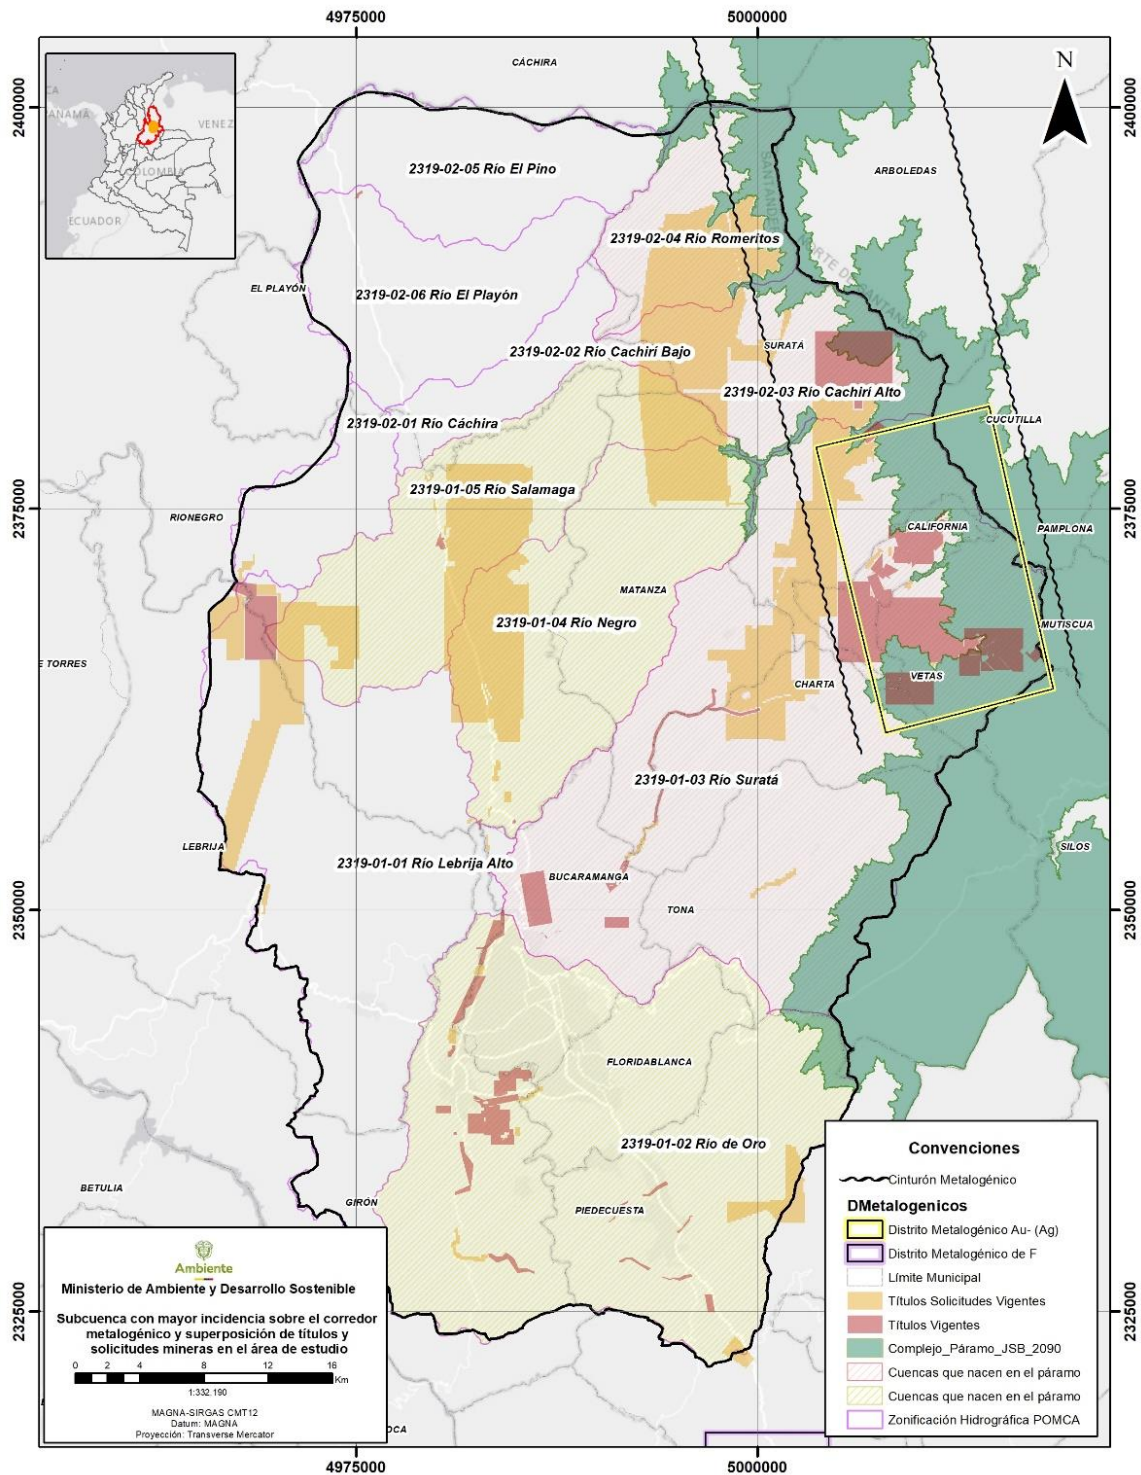 4975000
5000000
2400000
2400000
CÁCHIRA
N
PANAMA
VENEZ
COLOMBIA
ECUADOR
ARBOLEDAS
2319-02-05 Río El Pino
SANTANDER
2319-02-04 Río Romeritos
NORTE DE SANTANDER
EL PLAYÓN
2319-02-06 Río El Playón
SURATÁ
2319-02-02 Río Cachirí Bajo
2319-02-03 Río Cachirí Alto
2319-02-01 Río Cáchira
CUCUTILLA
2319-01-05 Río Salamaga
2375000
2375000
RIONEGRO
CALIFORNIA
PAMPLONA
MATANZA
2319-01-04 Río Negro
MUTISCUA
E TORRES
VETAS
CHARTA
2319-01-03 Río Suratá
LEBRIJA
SILOS
2319-01-01 Río Lebrija Alto
BUCARAMANGA
TONA
2350000
2350000
FLORIDABLANCA
2319-01-02 Río de Oro
BETULIA
GIRÓN
PIEDECUESTA
2325000
2325000
Ambiente
Ministerio de Ambiente y Desarrollo Sostenible
Subcuenca con mayor incidencia sobre el corredor
metalogénico y superposición de títulos y
solicitudes mineras en el área de estudio
0 2 4 8 12 16
Km
1:332.190
MAGNA-SIRGAS CMT12
Datum: MAGNA
Proyección: Transverse Mercator
OCA
Convenciones
Cinturón Metalogénico
DMetalogenicos
Distrito Metalogénico Au- (Ag)
Distrito Metalogénico de F
Límite Municipal
Títulos Solicitudes Vigentes
Títulos Vigentes
Complejo_Páramo_JSB_2090
Cuencas que nacen en el páramo
Cuencas que nacen en el páramo
Zonificación Hidrográfica POMCA
4975000
5000000